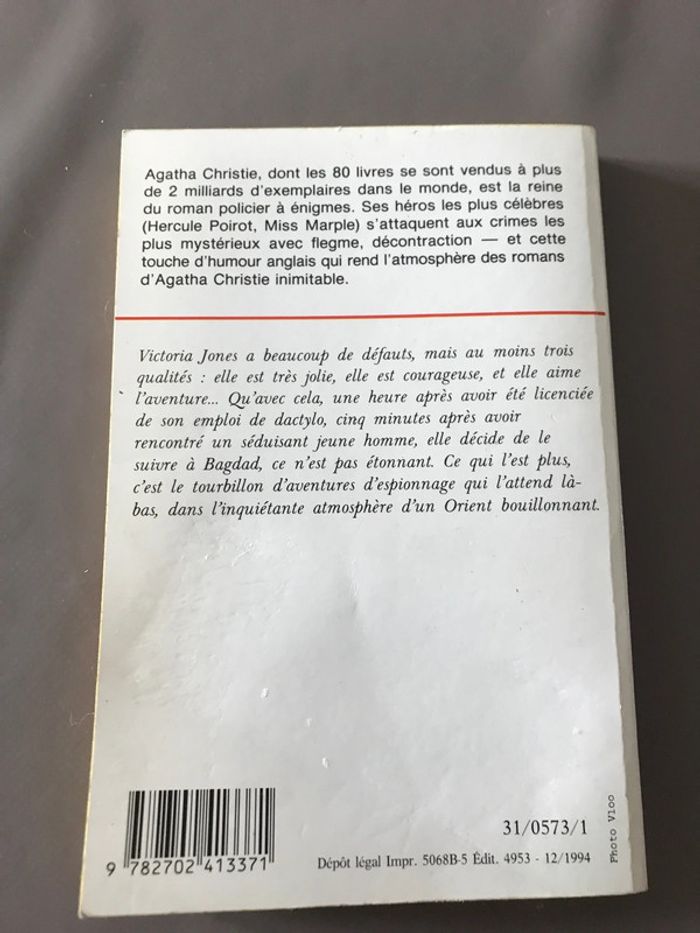 Agatha Christie, dont les 80 livres se sont vendus à plus
de 2 milliards d'exemplaires dans le monde, est la reine
du roman policier à énigmes. Ses héros les plus célèbres
(Hercule Poirot, Miss Marple) s'attaquent aux crimes les
plus mystérieux avec flegme, décontraction — et cette
touche d'humour anglais qui rend l'atmosphère des romans
d'Agatha Christie inimitable.
Victoria Jones a beaucoup de défauts, mais au moins trois
qualités : elle est très jolie, elle est courageuse, et elle aime
l'aventure... Qu'avec cela, une heure après avoir été licenciée
de son emploi de dactylo, cinq minutes après avoir
rencontré un séduisant jeune homme, elle décide de le
suivre à Bagdad, ce n'est pas étonnant. Ce qui l'est plus,
c'est le tourbillon d'aventures d'espionnage qui l'attend là-
bas, dans l'inquiétante atmosphère d'un Orient bouillonnant.
31/0573/1
Dépôt légal Impr. 5068B-5 Édit. 4953 - 12/1994
9 782702 413371
Photo Vloo